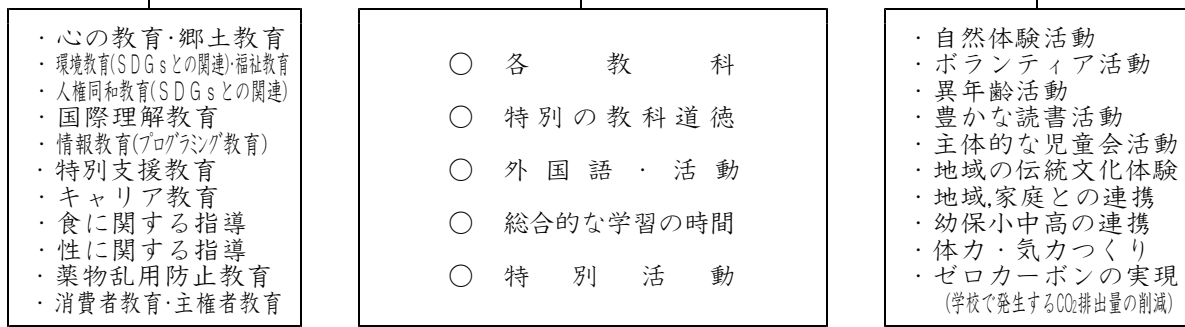 ・心の教育・郷土教育
・環境教育(SDGsとの関連)・福祉教育
・人権同和教育(SDGsとの関連)
・国際理解教育
・情報教育(プログラミング教育)
・特別支援教育
・キャリア教育
・食に関する指導
・性に関する指導
・薬物乱用防止教育
・消費者教育・主権者教育
○ 各教科
○ 特別の教科道徳
○ 外国語・活動
○ 総合的な学習の時間
○ 特別活動
・自然体験活動
・ボランティア活動
・異年齢活動
・豊かな読書活動
・主体的な児童会活動
・地域の伝統文化体験
・地域,家庭との連携
・幼保小中高の連携
・体力・気力つくり
・ゼロカーボンの実現
(学校で発生するCO₂排出量の削減)